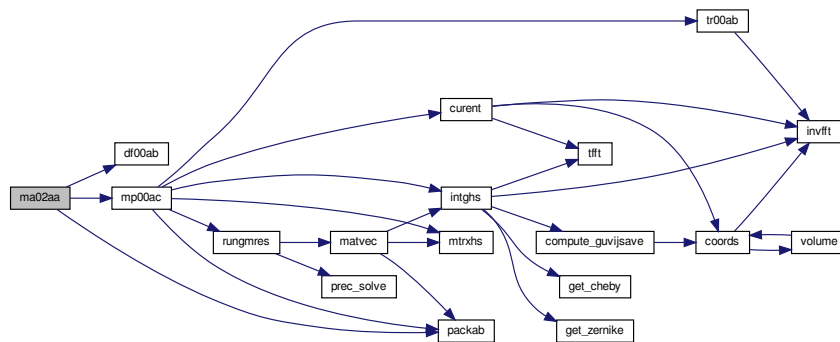 tr00ab
curent
invfft
df00ab
tfft
ma02aa
mp00ac
intghs
rungmres
matvec
mtrxhs
compute_guvijsave
coords
volume
prec_solve
get_cheby
packab
get_zernike